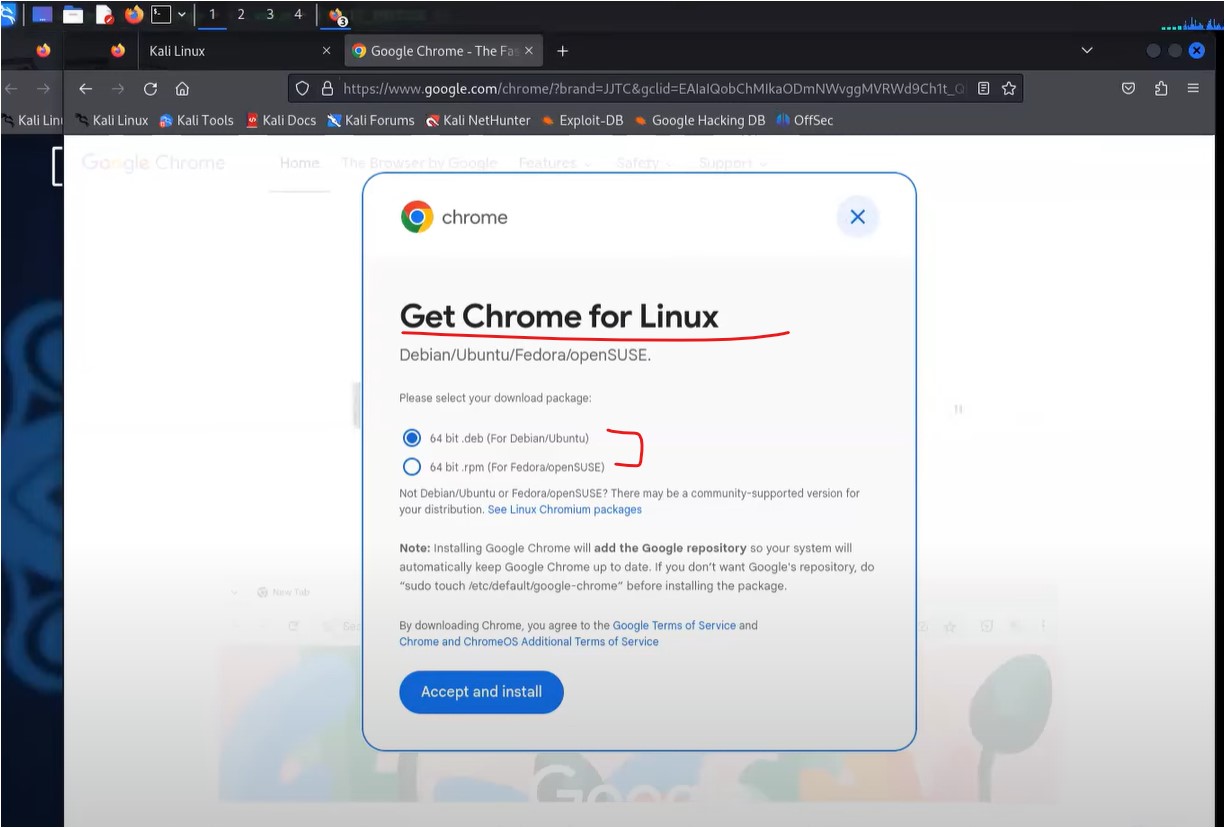 1 2 3 4 3
Kali Linux
Google Chrome - The Fas
https://www.google.com/chrome/?brand=JJTC&gclid=
Kali Lin Kali Linux Kali Tools Kali Docs Kali Forums Kali NetHunter Exploit-DB Google Hacking DB OffSec
Google Chrome Home The Browser by Google Features Safety Support
chrome
Get Chrome for Linux
Debian/Ubuntu/Fedora/openSUSE.
Please select your download package:
64 bit .deb (For Debian/Ubuntu)
64 bit .rpm (For Fedora/openSUSE)
Not Debian/Ubuntu or Fedora/openSUSE? There may be a community-supported version for
your distribution. See Linux Chromium packages
Note: Installing Google Chrome will add the Google repository so your system will
automatically keep Google Chrome up to date. If you don't want Google's repository, do
“sudo touch /etc/default/google-chrome” before installing the package.
New Tab
By downloading Chrome, you agree to the Google Terms of Service and
Chrome and ChromeOS Additional Terms of Service
Accept and install